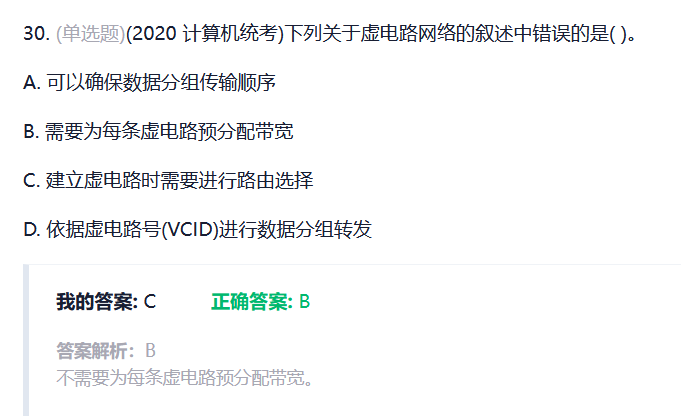 30. (单选题)(2020 计算机统考)下列关于虚电路网络的叙述中错误的是( )。
A. 可以确保数据分组传输顺序
B. 需要为每条虚电路预分配带宽
C. 建立虚电路时需要进行路由选择
D. 依据虚电路号(VCID)进行数据分组转发
我的答案: C 正确答案: B
答案解析：B
不需要为每条虚电路预分配带宽。